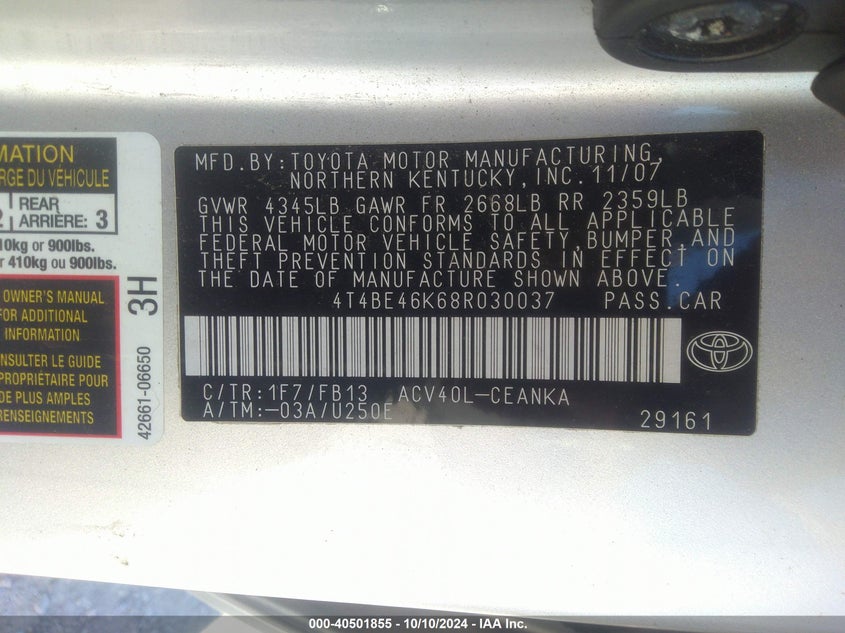 MATION
RGE DU VÉHICULE
2 REAR
ARRIÈRE: 3
10kg or 900lbs.
r 410kg ou 900lbs.
OWNER'S MANUAL
FOR ADDITIONAL
INFORMATION
NSULTER LE GUIDE
PROPRIÉTAIRE POUR
DE PLUS AMPLES
RENSEIGNEMENTS
3H
42661-06650
MFD.BY:TOYOTA MOTOR MANUFACTURING,
NORTHERN KENTUCKY,INC.11/07
GVWR 4345LB GAWR FR 2668LB RR 2359LB
THIS VEHICLE CONFORMS TO ALL APPLICABLE
FEDERAL MOTOR VEHICLE SAFETY,BUMPER,AND
THEFT PREVENTION STANDARDS IN EFFECT ON
THE DATE OF MANUFACTURE SHOWN ABOVE.
4T4BE46K68R030037 PASS.CAR
C/TR:1F7/FB13 ACV40L-CEANKA
A/TM:-03A/U250E
29161
000-40501855 - 10/10/2024 - IAA Inc.